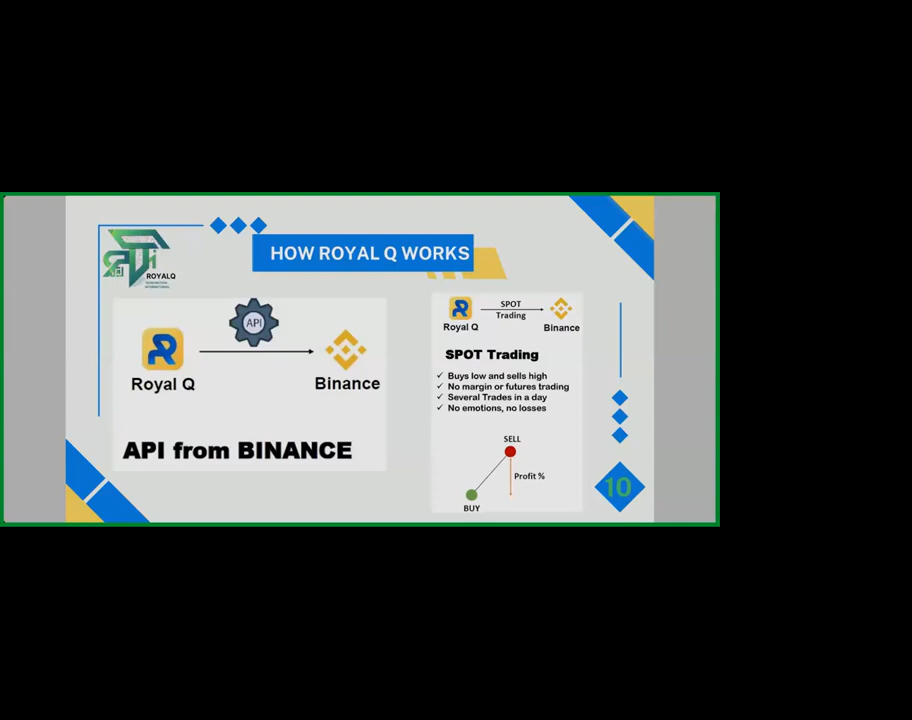 HOW ROYAL Q WORKS
ROYALQ
API
Royal Q
Binance
API from BINANCE
SPOT
Trading
Royal Q
Binance
SPOT Trading
✓ Buys low and sells high
✓ No margin or futures trading
✓ Several Trades in a day
✓ No emotions, no losses
SELL
Profit %
BUY
10